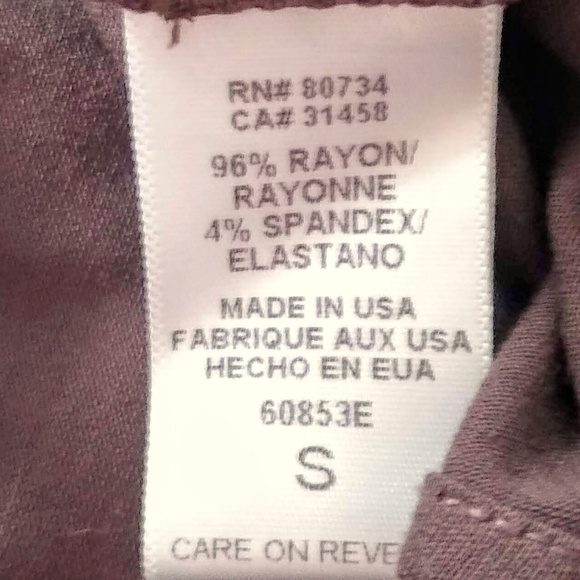 RN# 80734
CA# 31458
96% RAYON/
RAYONNE
4% SPANDEX/
ELASTANO
MADE IN USA
FABRIQUE AUX USA
HECHO EN EUA
60853E
S
CARE ON REVE